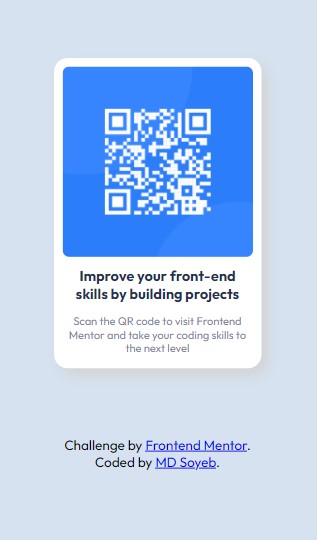 Improve your front-end
skills by building projects
Scan the QR code to visit Frontend
Mentor and take your coding skills to
the next level
Challenge by Frontend Mentor.
Coded by MD Soyeb.